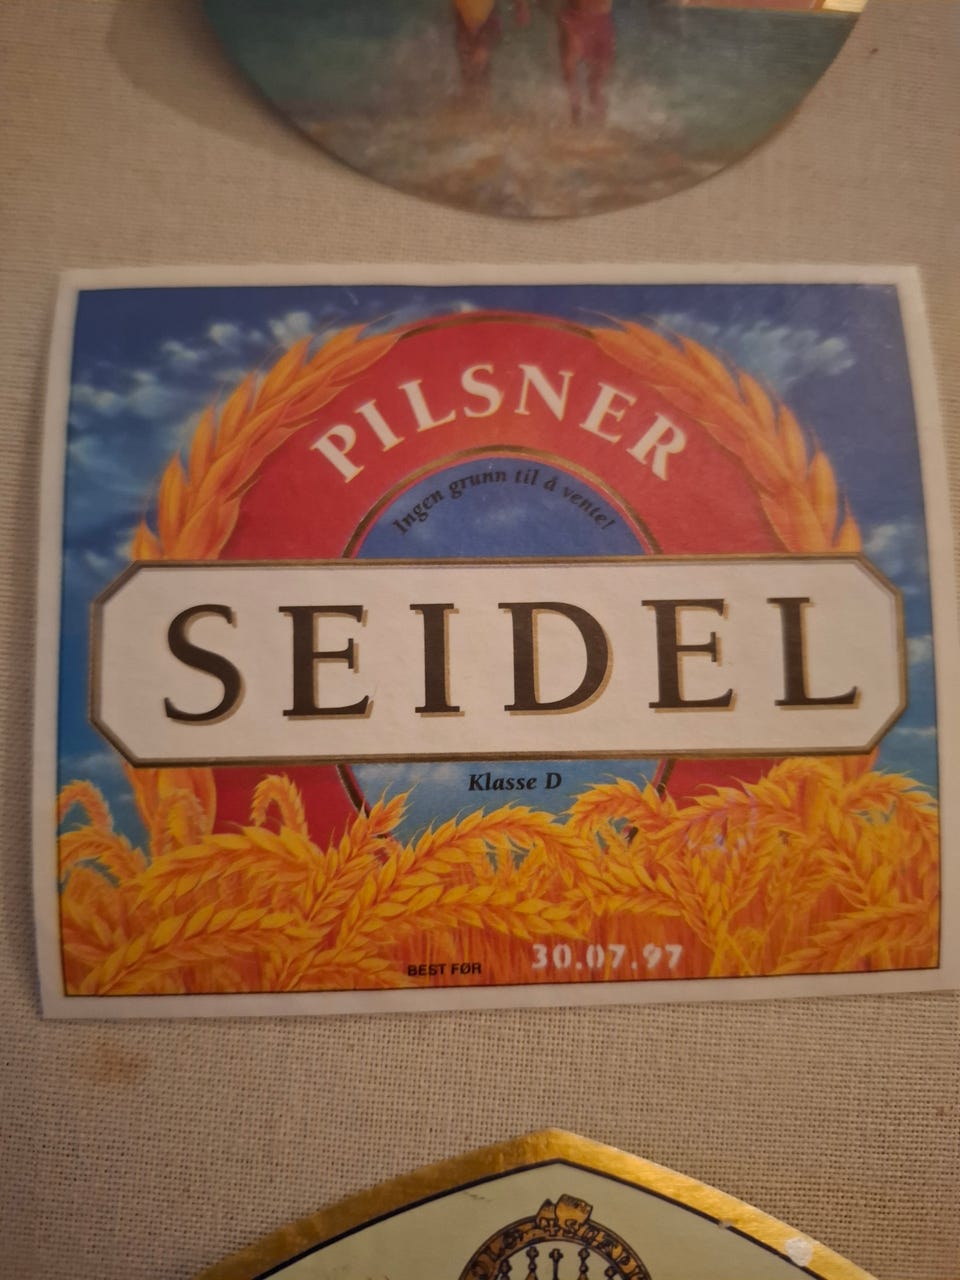 PILSNER
Ingen grunn til å vente!
SEIDEL
Klasse D
BEST FØR 30.07.97